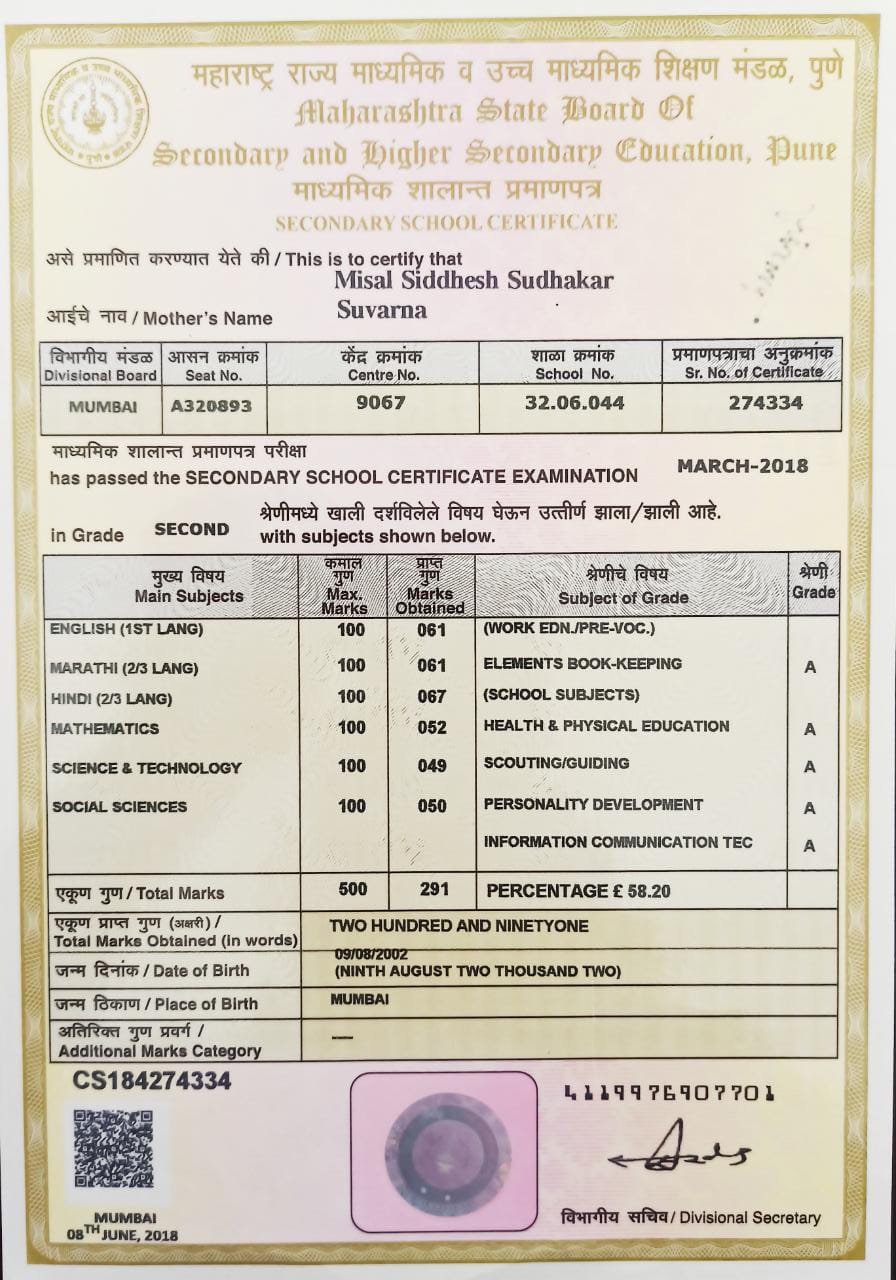 महाराष्ट्र राज्य माध्यमिक व उच्च माध्यमिक शिक्षण मंडळ, पुणे
Maharashtra State Board Of
Secondary and Higher Secondary Education, Pune
माध्यमिक शालान्त प्रमाणपत्र
SECONDARY SCHOOL CERTIFICATE
असे प्रमाणित करण्यात येते की / This is to certify that
Misal Siddhesh Sudhakar
आईचे नाव / Mother's Name Suvarna
विभागीय मंडळ आसन क्रमांक केंद्र क्रमांक शाळा क्रमांक प्रमाणपत्राचा अनुक्रमांक
Divisional Board Seat No. Centre No. School No. Sr. No. of Certificate
MUMBAI A320893 9067 32.06.044 274334
माध्यमिक शालान्त प्रमाणपत्र परीक्षा
has passed the SECONDARY SCHOOL CERTIFICATE EXAMINATION MARCH-2018
श्रेणीमध्ये खाली दर्शविलेले विषय घेऊन उत्तीर्ण झाला/झाली आहे.
in Grade SECOND with subjects shown below.
मुख्य विषय कमाल गुण प्राप्त गुण श्रेणीचे विषय श्रेणी
Main Subjects Max. Marks Marks Obtained Subject of Grade Grade
ENGLISH (1ST LANG) 100 061 (WORK EDN./PRE-VOC.)
MARATHI (2/3 LANG) 100 061 ELEMENTS BOOK-KEEPING A
HINDI (2/3 LANG) 100 067 (SCHOOL SUBJECTS)
MATHEMATICS 100 052 HEALTH & PHYSICAL EDUCATION A
SCIENCE & TECHNOLOGY 100 049 SCOUTING/GUIDING A
SOCIAL SCIENCES 100 050 PERSONALITY DEVELOPMENT A
INFORMATION COMMUNICATION TEC A
एकूण गुण / Total Marks 500 291 PERCENTAGE £ 58.20
एकूण प्राप्त गुण (अक्षरी) /
Total Marks Obtained (in words) TWO HUNDRED AND NINETYONE
09/08/2002
जन्म दिनांक / Date of Birth (NINTH AUGUST TWO THOUSAND TWO)
जन्म ठिकाण / Place of Birth MUMBAI
अतिरिक्त गुण प्रवर्ग /
Additional Marks Category —
CS184274334
4119976907701
MUMBAI
08TH JUNE, 2018
विभागीय सचिव / Divisional Secretary